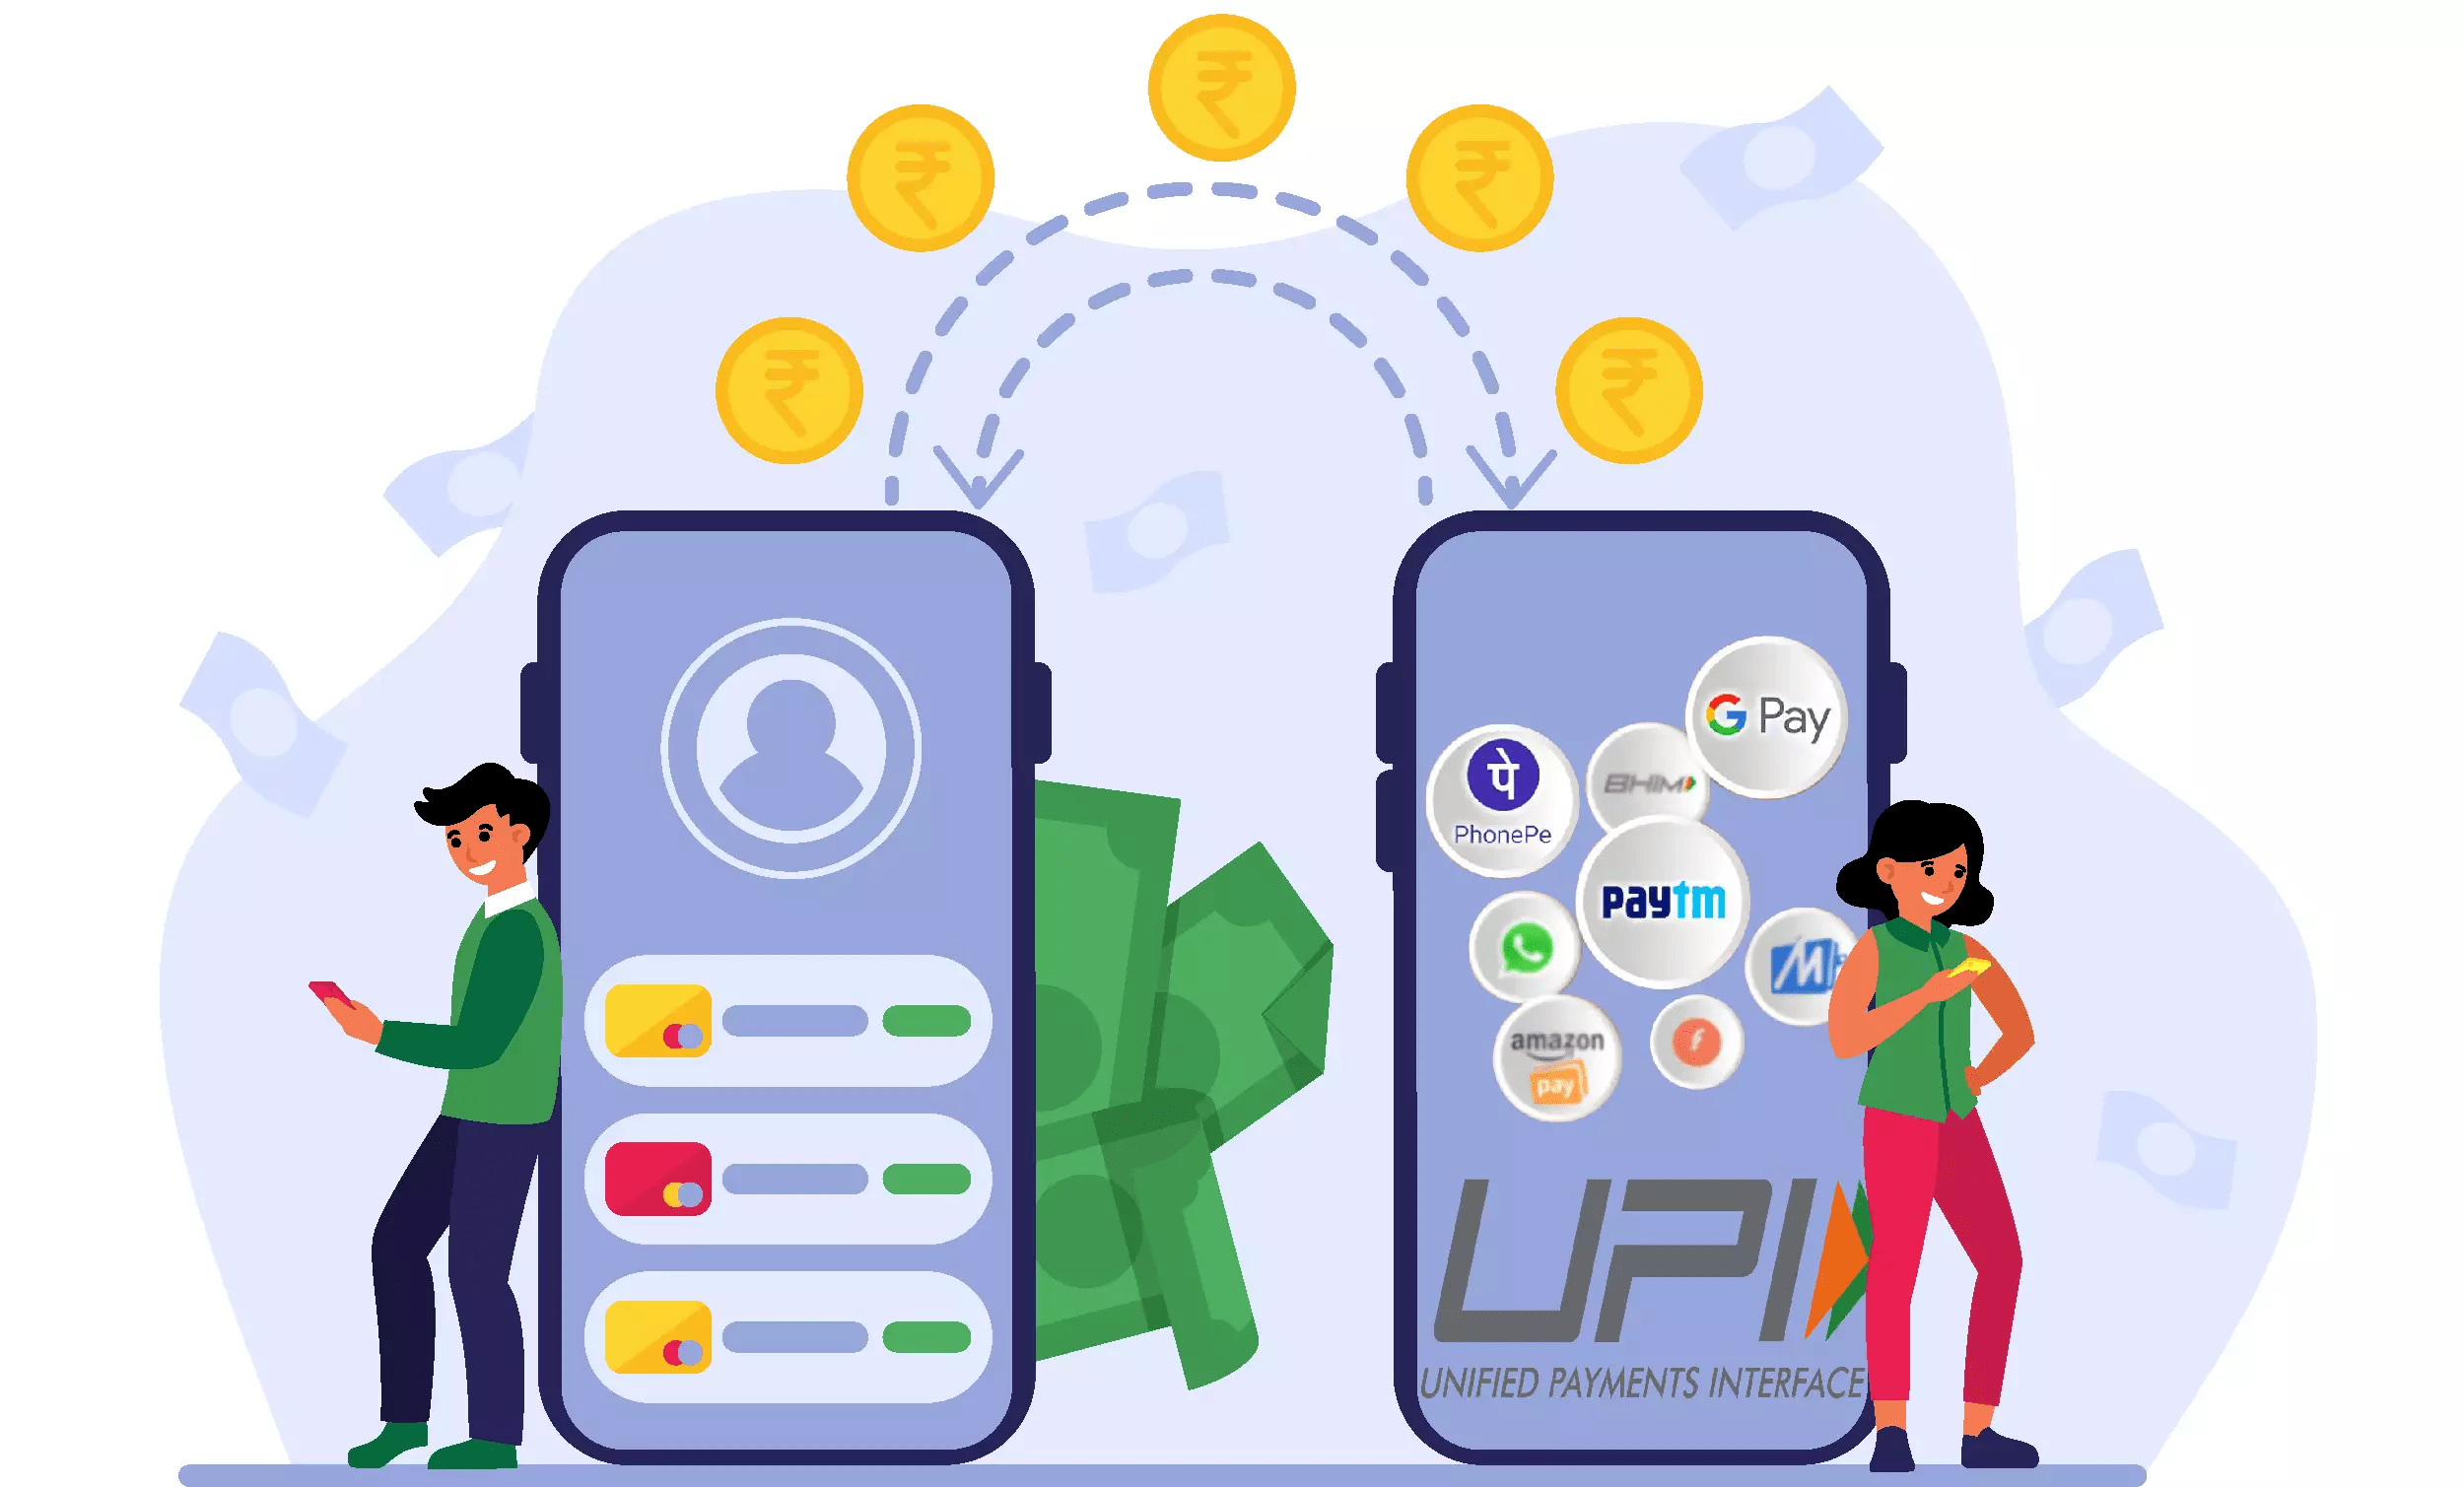 ₹
₹
₹
₹
₹
G Pay
पे
PhonePe
BHIM
paytm
M
amazon
pay
f
UPI
UNIFIED PAYMENTS INTERFACE